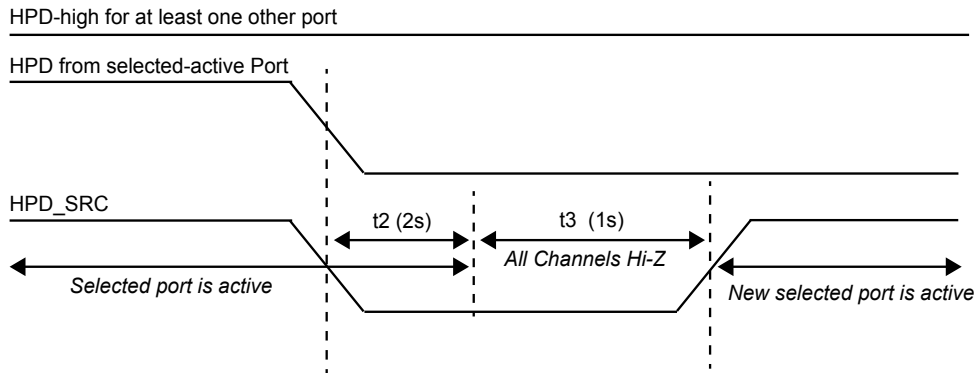 HPD-high for at least one other port
HPD from selected-active Port
HPD_SRC
t2 (2s)
t3 (1s)
All Channels Hi-Z
Selected port is active
New selected port is active